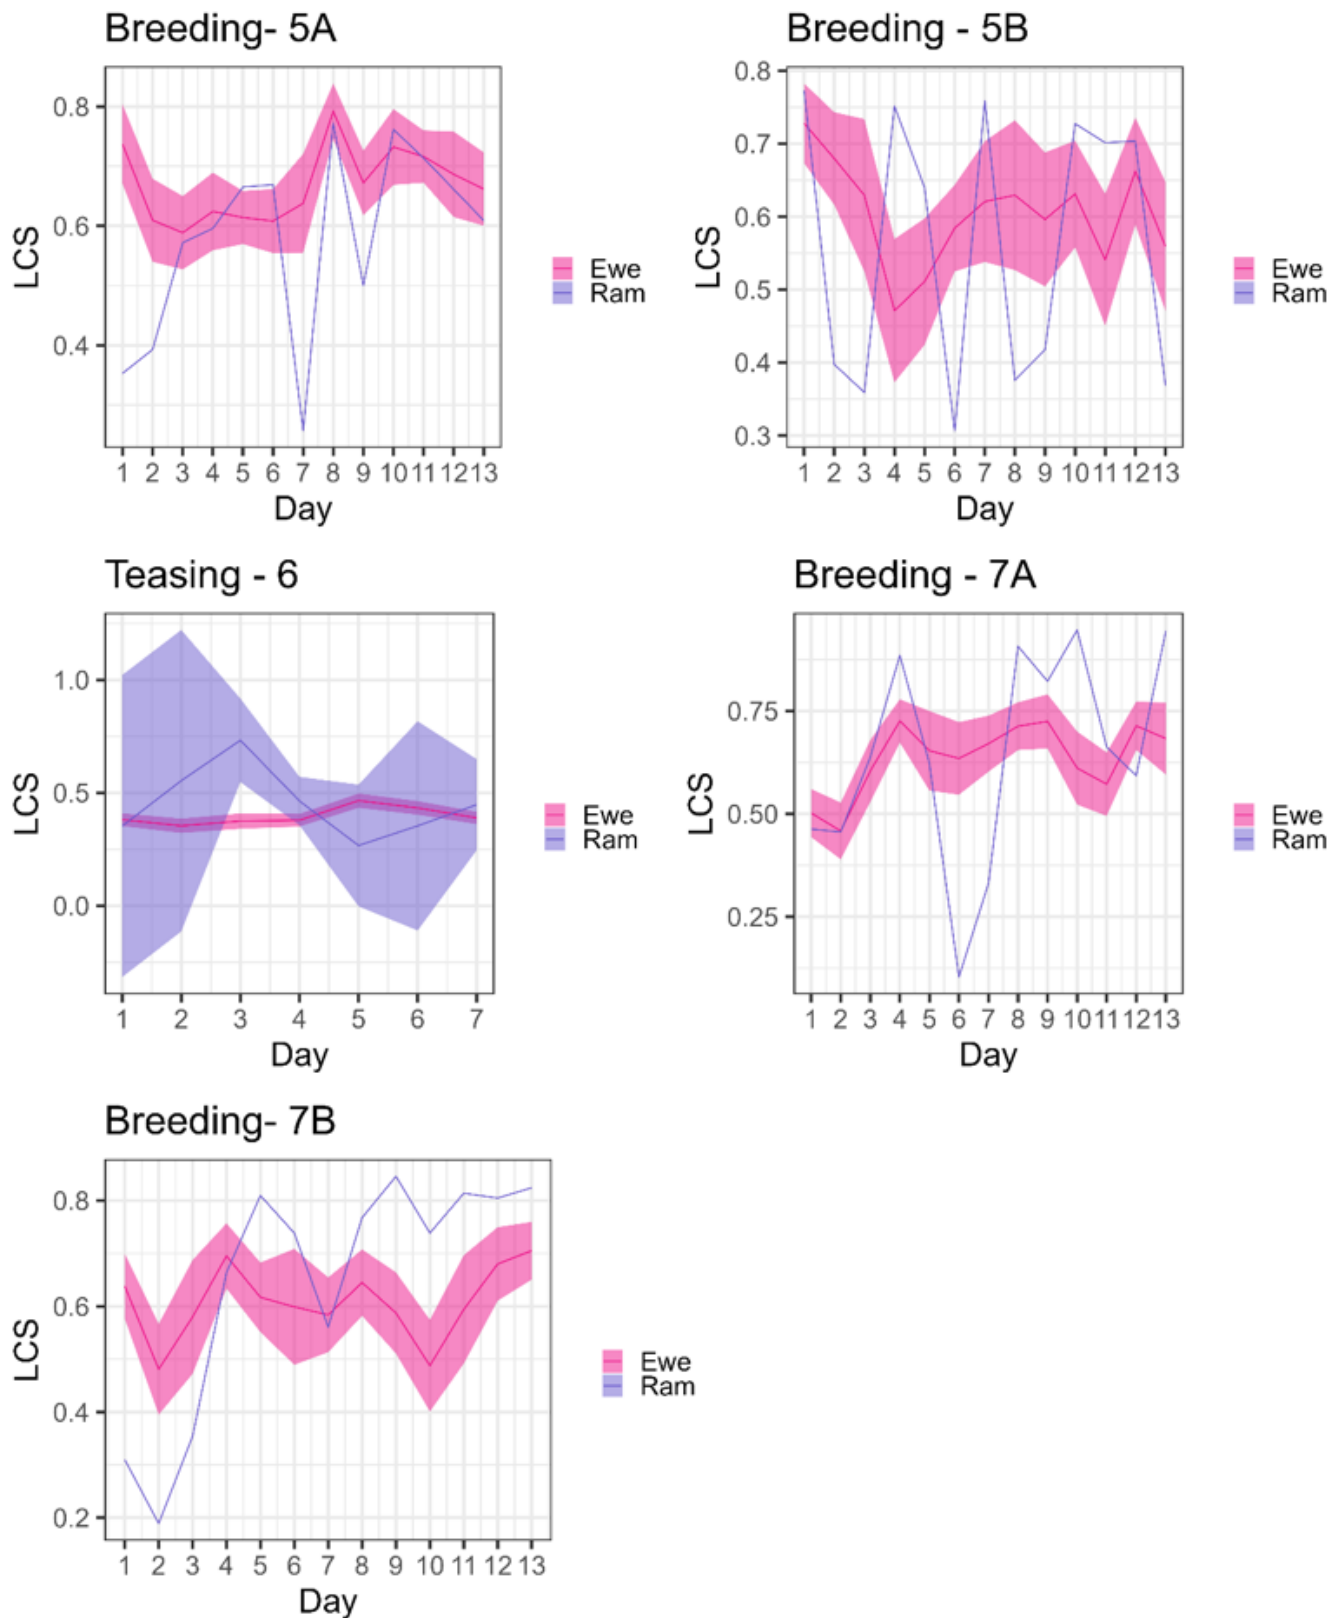 Breeding- 5A
LCS
0.8
0.6
0.4
1 2 3 4 5 6 7 8 9 10 11 12 13
Day
Ewe
Ram
Breeding - 5B
LCS
0.8
0.7
0.6
0.5
0.4
0.3
1 2 3 4 5 6 7 8 9 10 11 12 13
Day
Ewe
Ram
Teasing - 6
LCS
1.0
0.5
0.0
1 2 3 4 5 6 7
Day
Ewe
Ram
Breeding - 7A
LCS
0.75
0.50
0.25
1 2 3 4 5 6 7 8 9 10 11 12 13
Day
Ewe
Ram
Breeding- 7B
LCS
0.8
0.6
0.4
0.2
1 2 3 4 5 6 7 8 9 10 11 12 13
Day
Ewe
Ram